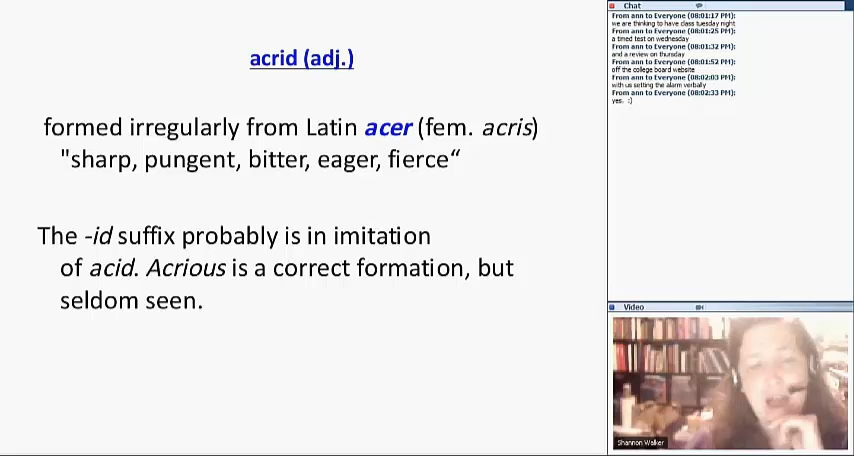 acrid (adj.)
formed irregularly from Latin acer (fem. acris)
"sharp, pungent, bitter, eager, fierce“
The -id suffix probably is in imitation
of acid. Acrious is a correct formation, but
seldom seen.
Chat
From ann to Everyone (08:01:17 PM):
we are thinking to have class tuesday night
From ann to Everyone (08:01:25 PM):
a timed test on wednesday
From ann to Everyone (08:01:32 PM):
and a review on thursday
From ann to Everyone (08:01:52 PM):
off the college board website
From ann to Everyone (08:02:03 PM):
with us setting the alarm verbally
From ann to Everyone (08:02:33 PM):
yes. :)
Video
Shannon Walker